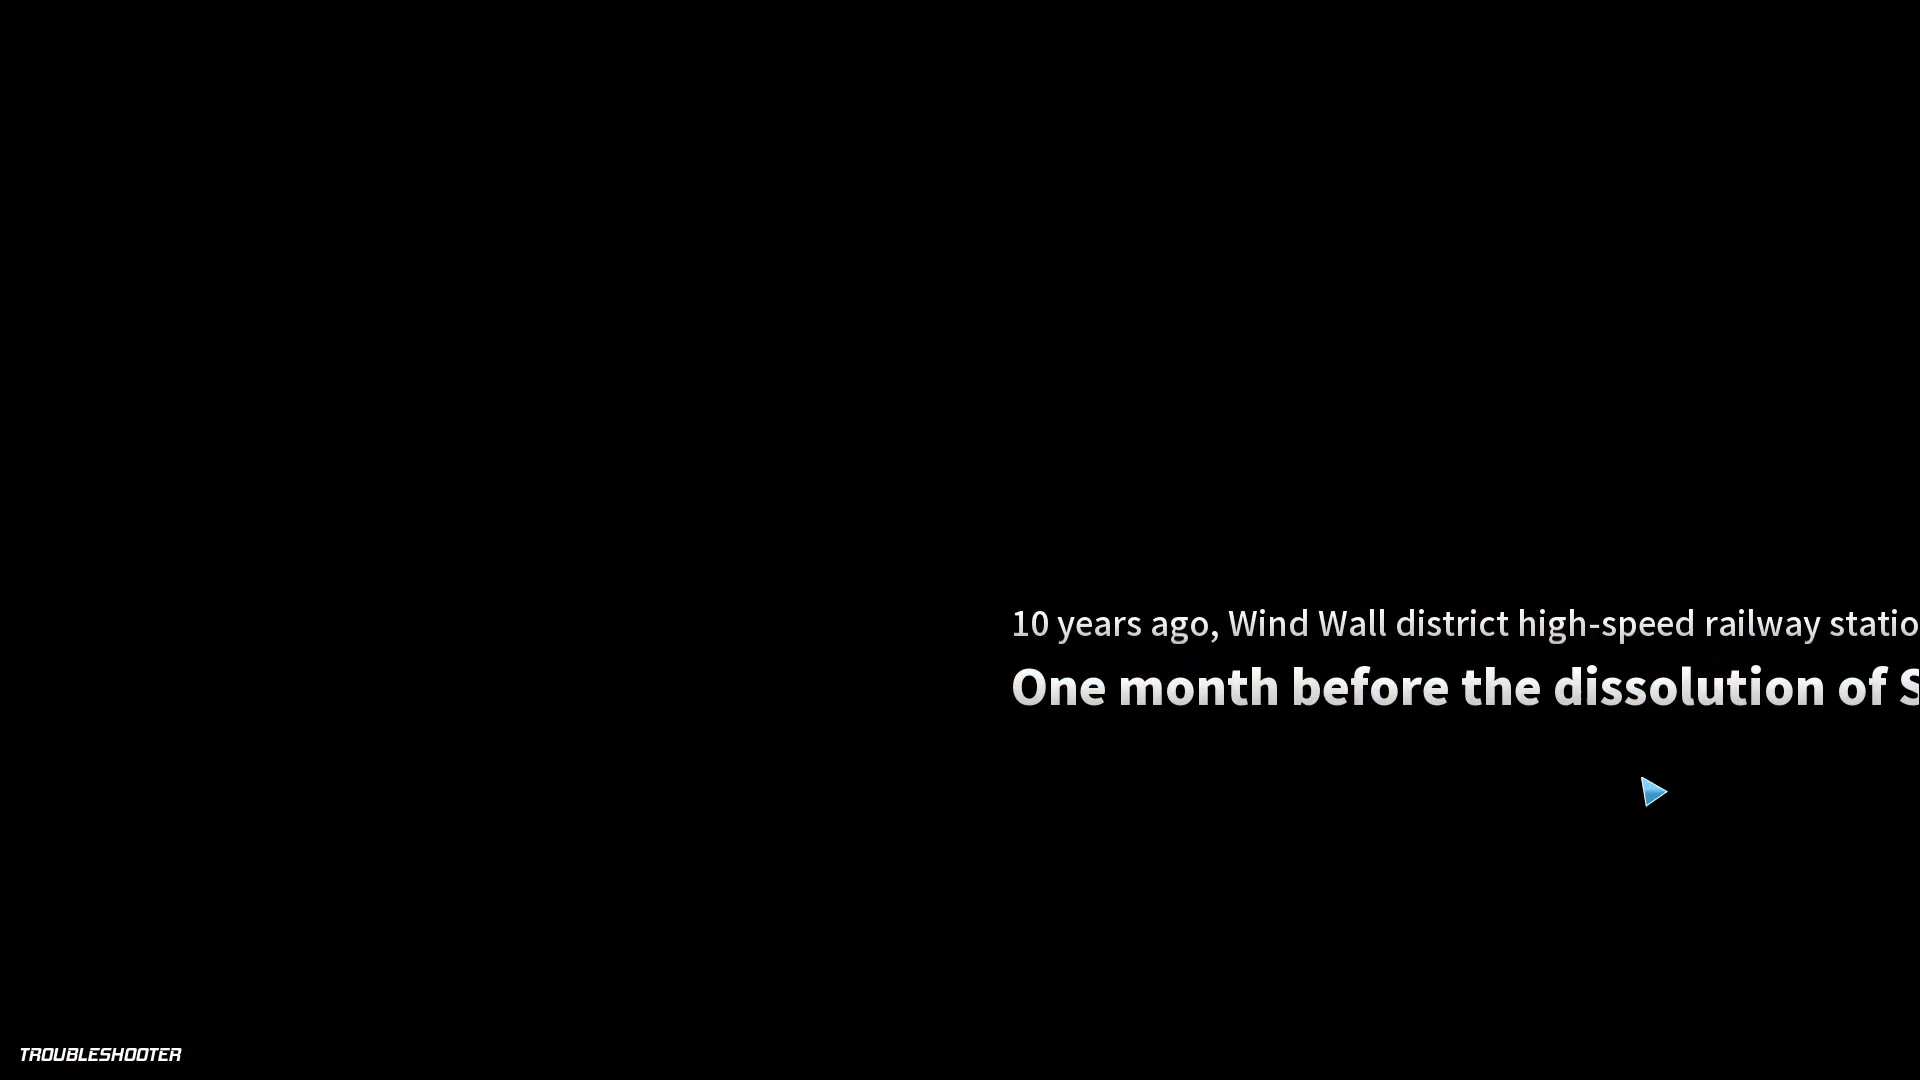 10 years ago, Wind Wall district high-speed railway statio
One month before the dissolution of S
TROUBLESHOOTER